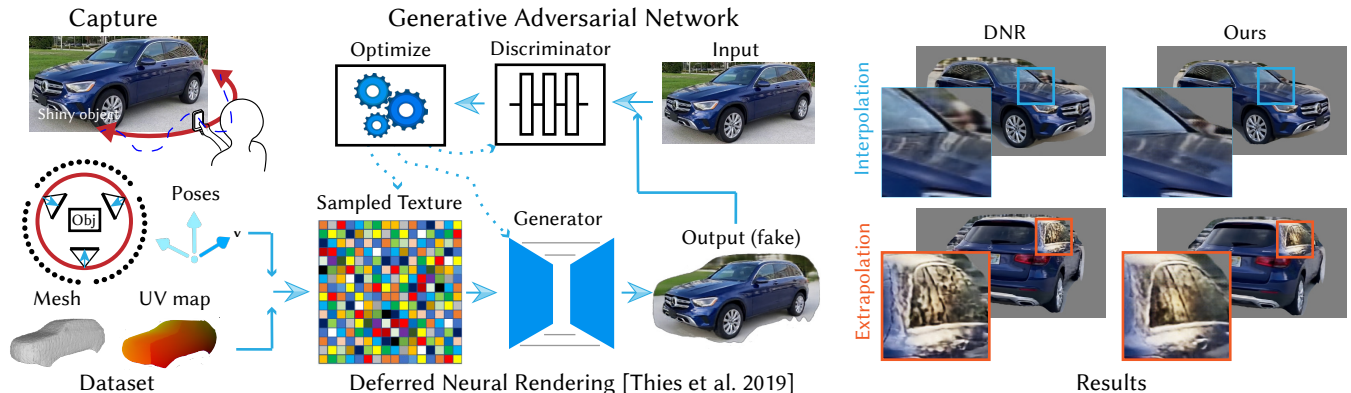 Capture
Shiny object
Obj
Poses
v
Mesh
UV map
Dataset
Generative Adversarial Network
Optimize
Discriminator
Input
Sampled Texture
Generator
Output (fake)
Deferred Neural Rendering [Thies et al. 2019]
DNR
Ours
Interpolation
Extrapolation
Results